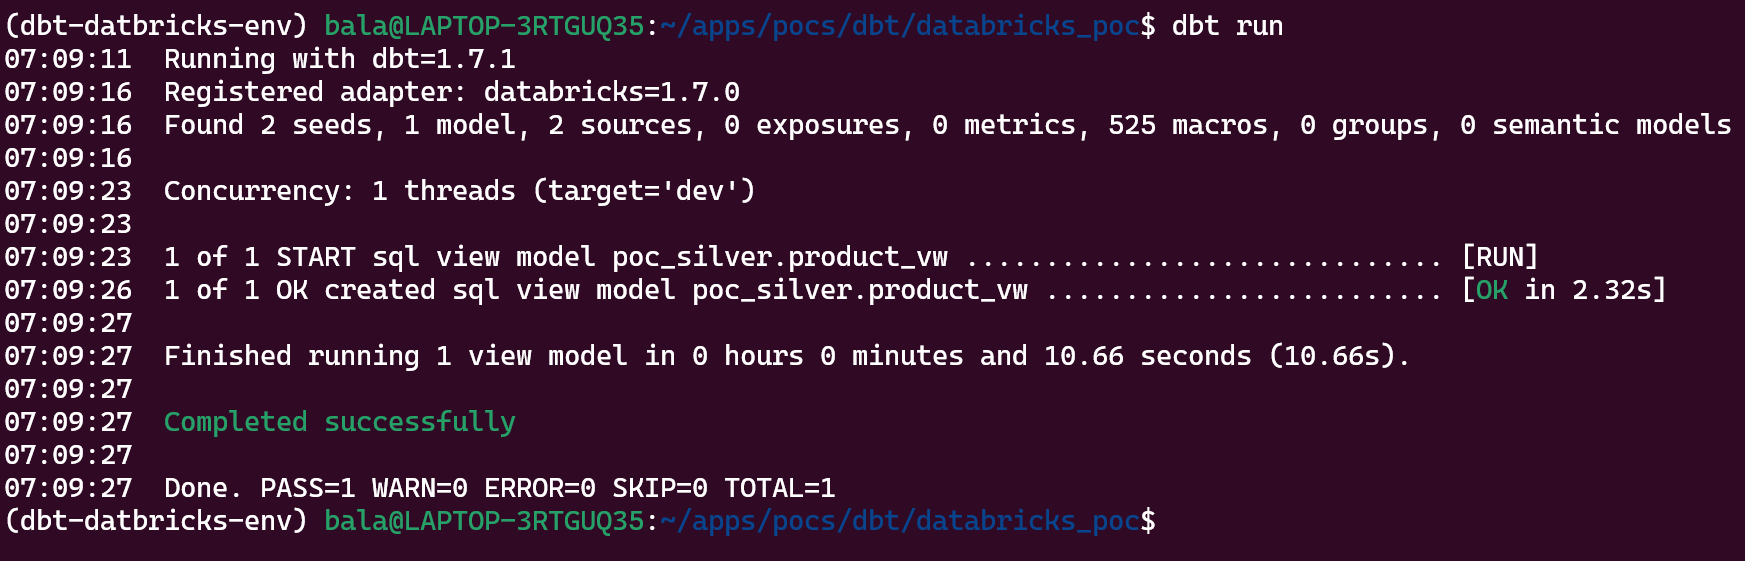 (dbt-datbricks-env) bala@LAPTOP-3RTGUQ35:~/apps/pocs/dbt/databricks_poc$ dbt run
07:09:11  Running with dbt=1.7.1
07:09:16  Registered adapter: databricks=1.7.0
07:09:16  Found 2 seeds, 1 model, 2 sources, 0 exposures, 0 metrics, 525 macros, 0 groups, 0 semantic models
07:09:16
07:09:23  Concurrency: 1 threads (target='dev')
07:09:23
07:09:23  1 of 1 START sql view model poc_silver.product_vw .............................. [RUN]
07:09:26  1 of 1 OK created sql view model poc_silver.product_vw ......................... [OK in 2.32s]
07:09:27
07:09:27  Finished running 1 view model in 0 hours 0 minutes and 10.66 seconds (10.66s).
07:09:27
07:09:27  Completed successfully
07:09:27
07:09:27  Done. PASS=1 WARN=0 ERROR=0 SKIP=0 TOTAL=1
(dbt-datbricks-env) bala@LAPTOP-3RTGUQ35:~/apps/pocs/dbt/databricks_poc$